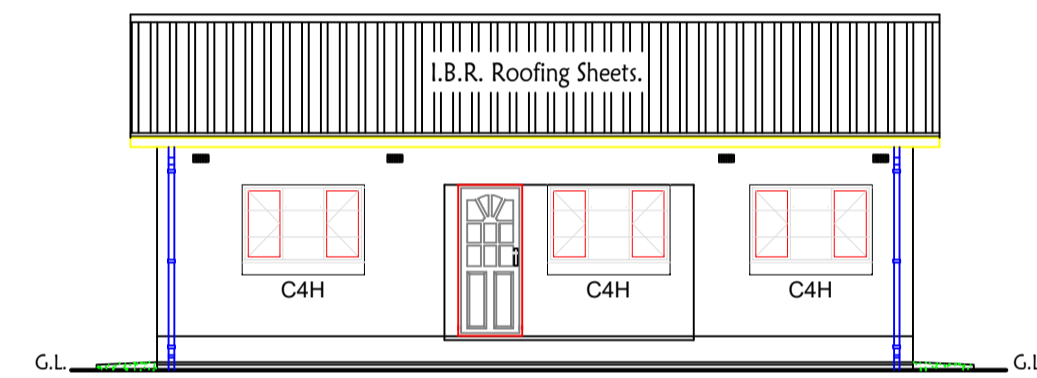 I.B.R. Roofing Sheets.
C4H
C4H
C4H
G.L.
G.L